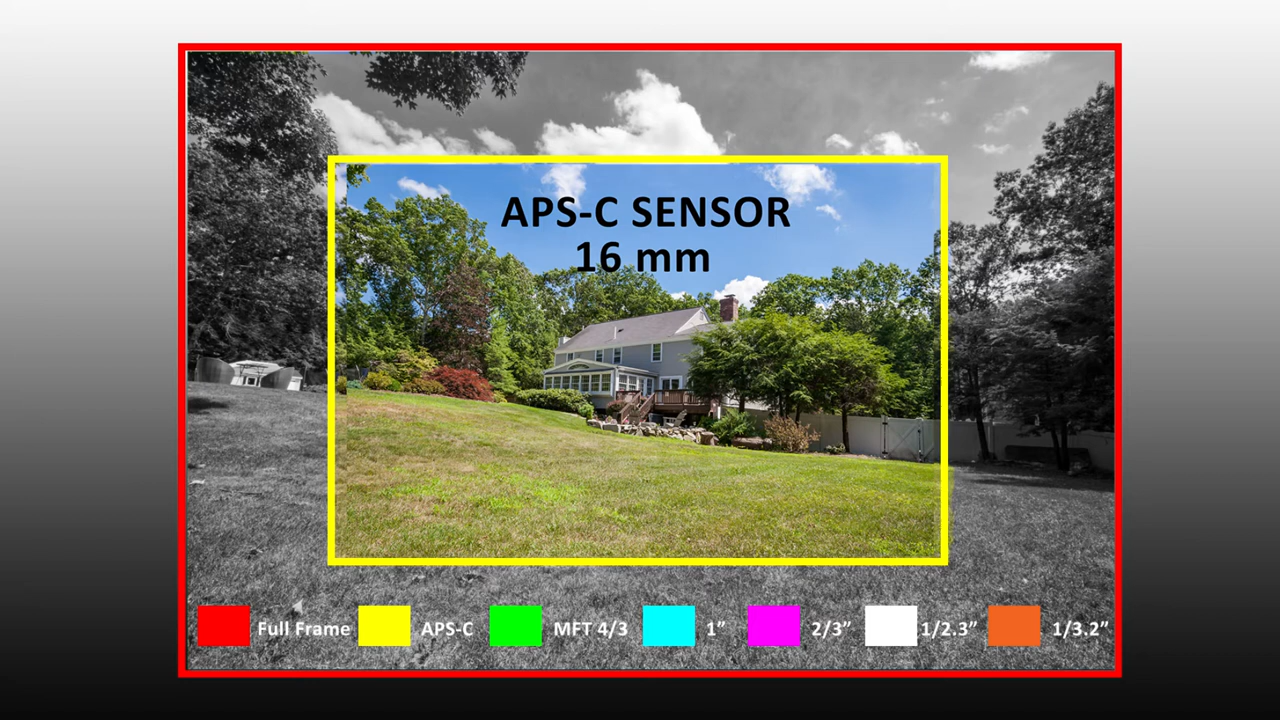 APS-C SENSOR
16 mm
Full Frame APS-C MFT 4/3 1” 2/3” 1/2.3” 1/3.2”